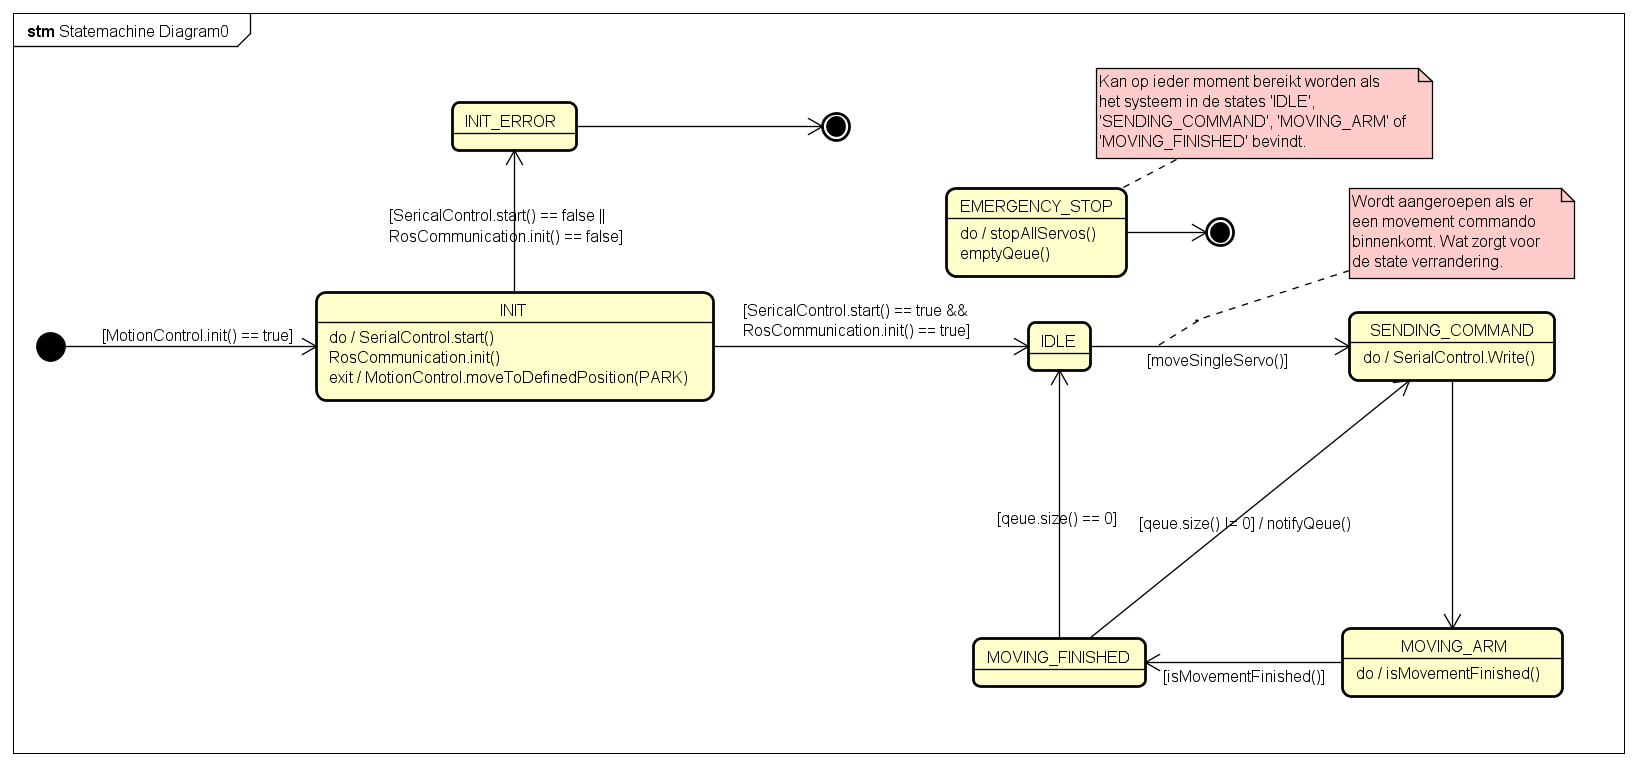 stm Statemachine Diagram0
Kan op ieder moment bereikt worden als
het systeem in de states 'IDLE',
'SENDING_COMMAND', 'MOVING_ARM' of
'MOVING_FINISHED' bevindt.
INIT_ERROR
EMERGENCY_STOP
do / stopAllServos()
emptyQeue()
Wordt aangeroepen als er
een movement commando
binnenkomt. Wat zorgt voor
de state verrandering.
[SericalControl.start() == false ||
RosCommunication.init() == false]
[MotionControl.init() == true]
INIT
do / SerialControl.start()
RosCommunication.init()
exit / MotionControl.moveToDefinedPosition(PARK)
[SericalControl.start() == true &&
RosCommunication.init() == true]
IDLE
[moveSingleServo()]
SENDING_COMMAND
do / SerialControl.Write()
[qeue.size() == 0]
[qeue.size() != 0] / notifyQeue()
MOVING_FINISHED
[isMovementFinished()]
MOVING_ARM
do / isMovementFinished()